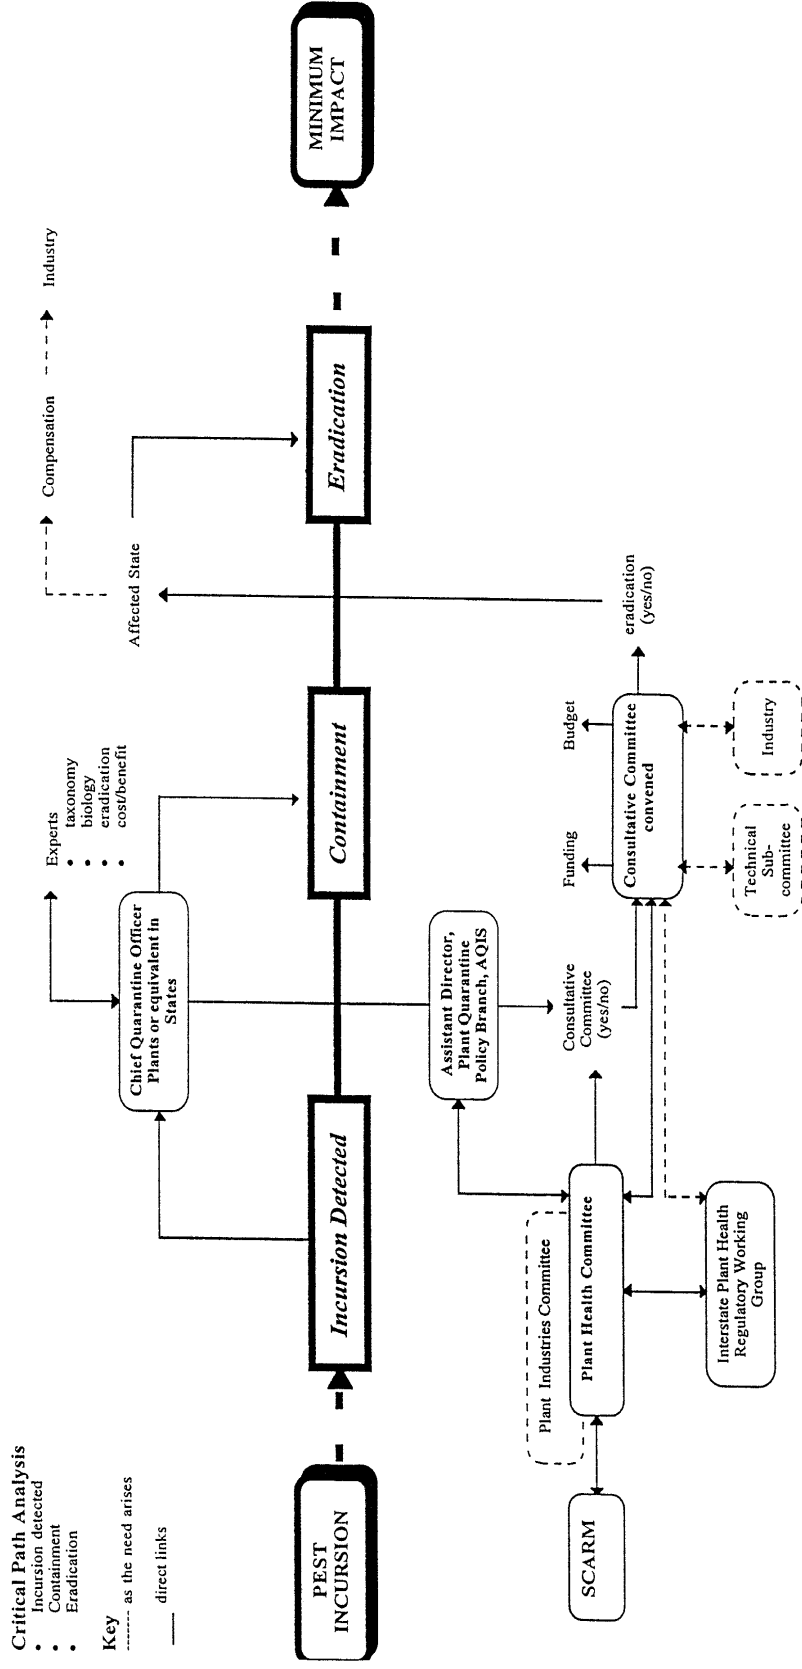 Critical Path Analysis
• Incursion detected
• Containment
• Eradication
Key
------- as the need arises
direct links
PEST
INCURSION
Incursion Detected
Containment
Eradication
MINIMUM
IMPACT
Chief Quarantine Officer
Plants or equivalent in
States
Experts
• taxonomy
• biology
• eradication
• cost/benefit
Affected State
Compensation
Industry
Assistant Director,
Plant Quarantine
Policy Branch, AQIS
SCARM
Plant Industries Committee
Plant Health Committee
Interstate Plant Health
Regulatory Working
Group
Consultative
Committee
(yes/no)
Funding
Budget
Consultative Committee
convened
eradication
(yes/no)
Technical
Sub-
committee
Industry